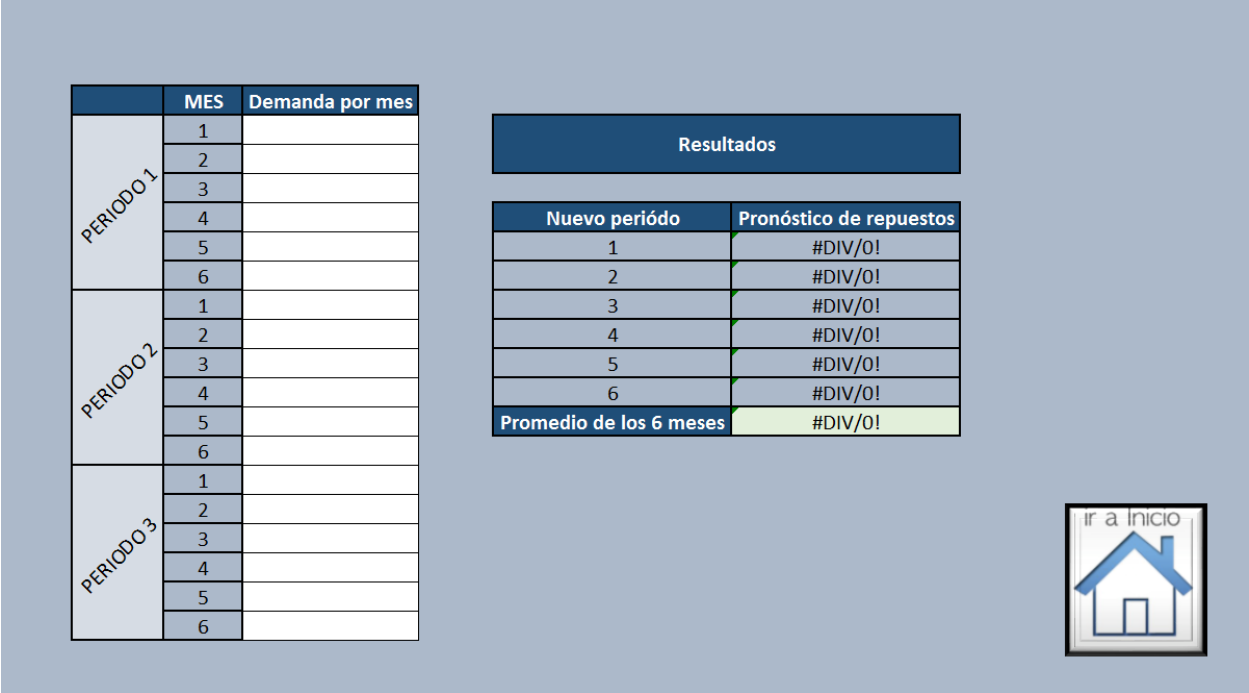 MES Demanda por mes
PERIODO 1
1
2
3
4
5
6
PERIODO 2
1
2
3
4
5
6
PERIODO 3
1
2
3
4
5
6
Resultados
Nuevo periódo Pronóstico de repuestos
1 #DIV/0!
2 #DIV/0!
3 #DIV/0!
4 #DIV/0!
5 #DIV/0!
6 #DIV/0!
Promedio de los 6 meses #DIV/0!
ir a Inicio